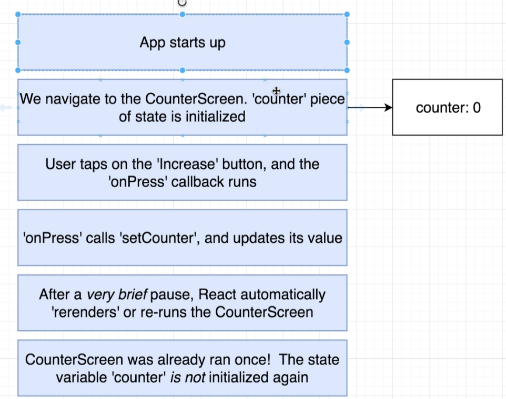 App starts up
We navigate to the CounterScreen. 'counter' piece
of state is initialized
counter: 0
User taps on the 'Increase' button, and the
'onPress' callback runs
'onPress' calls 'setCounter', and updates its value
After a very brief pause, React automatically
'rerenders' or re-runs the CounterScreen
CounterScreen was already ran once!  The state
variable 'counter' is not initialized again